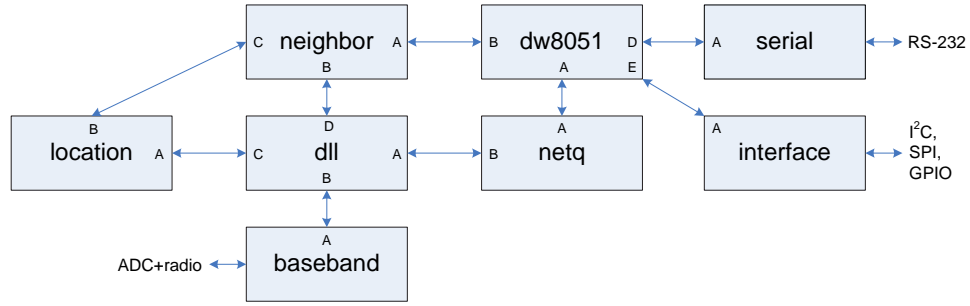 C neighbor A
B
B dw8051 D
A E
A serial
RS-232
B
location A
D
C dll A
B
A
B netq
A
interface
I²C,
SPI,
GPIO
A
baseband
ADC+radio